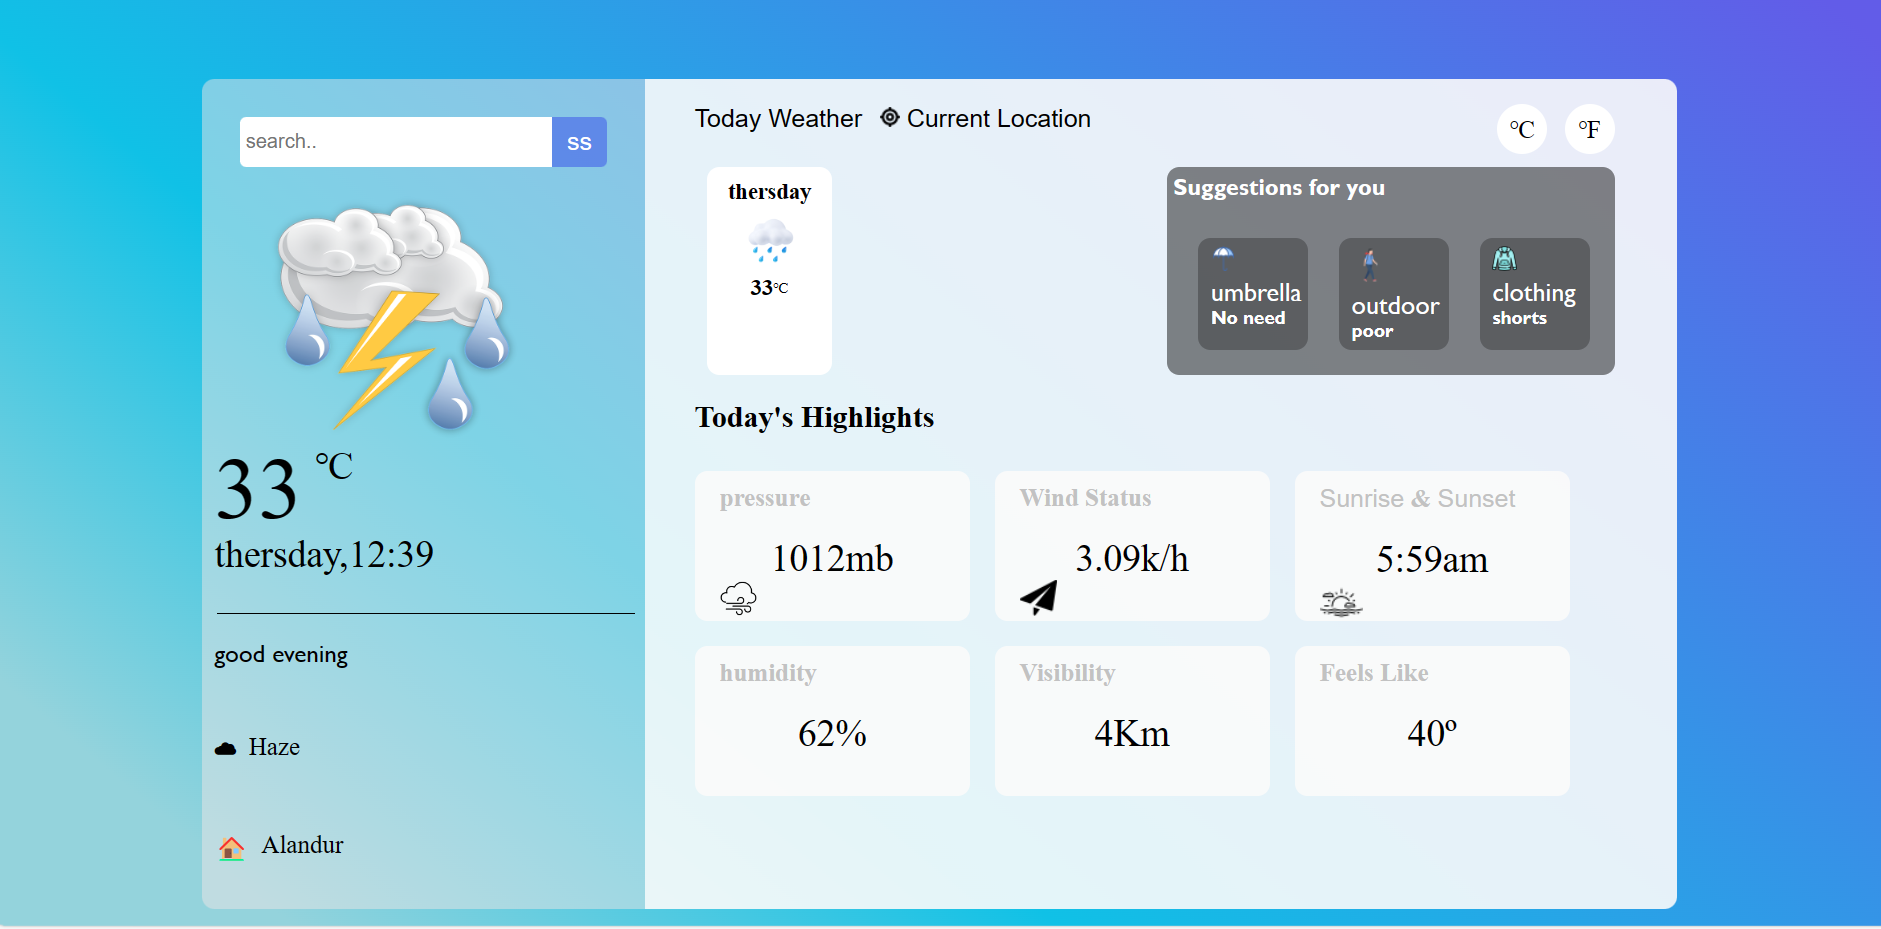 search..
ss
33 °C
thersday,12:39
good evening
Haze
Alandur
Today Weather Current Location
°C
°F
thersday
33°C
Suggestions for you
umbrella
No need
outdoor
poor
clothing
shorts
Today's Highlights
pressure
1012mb
Wind Status
3.09k/h
Sunrise & Sunset
5:59am
humidity
62%
Visibility
4Km
Feels Like
40º